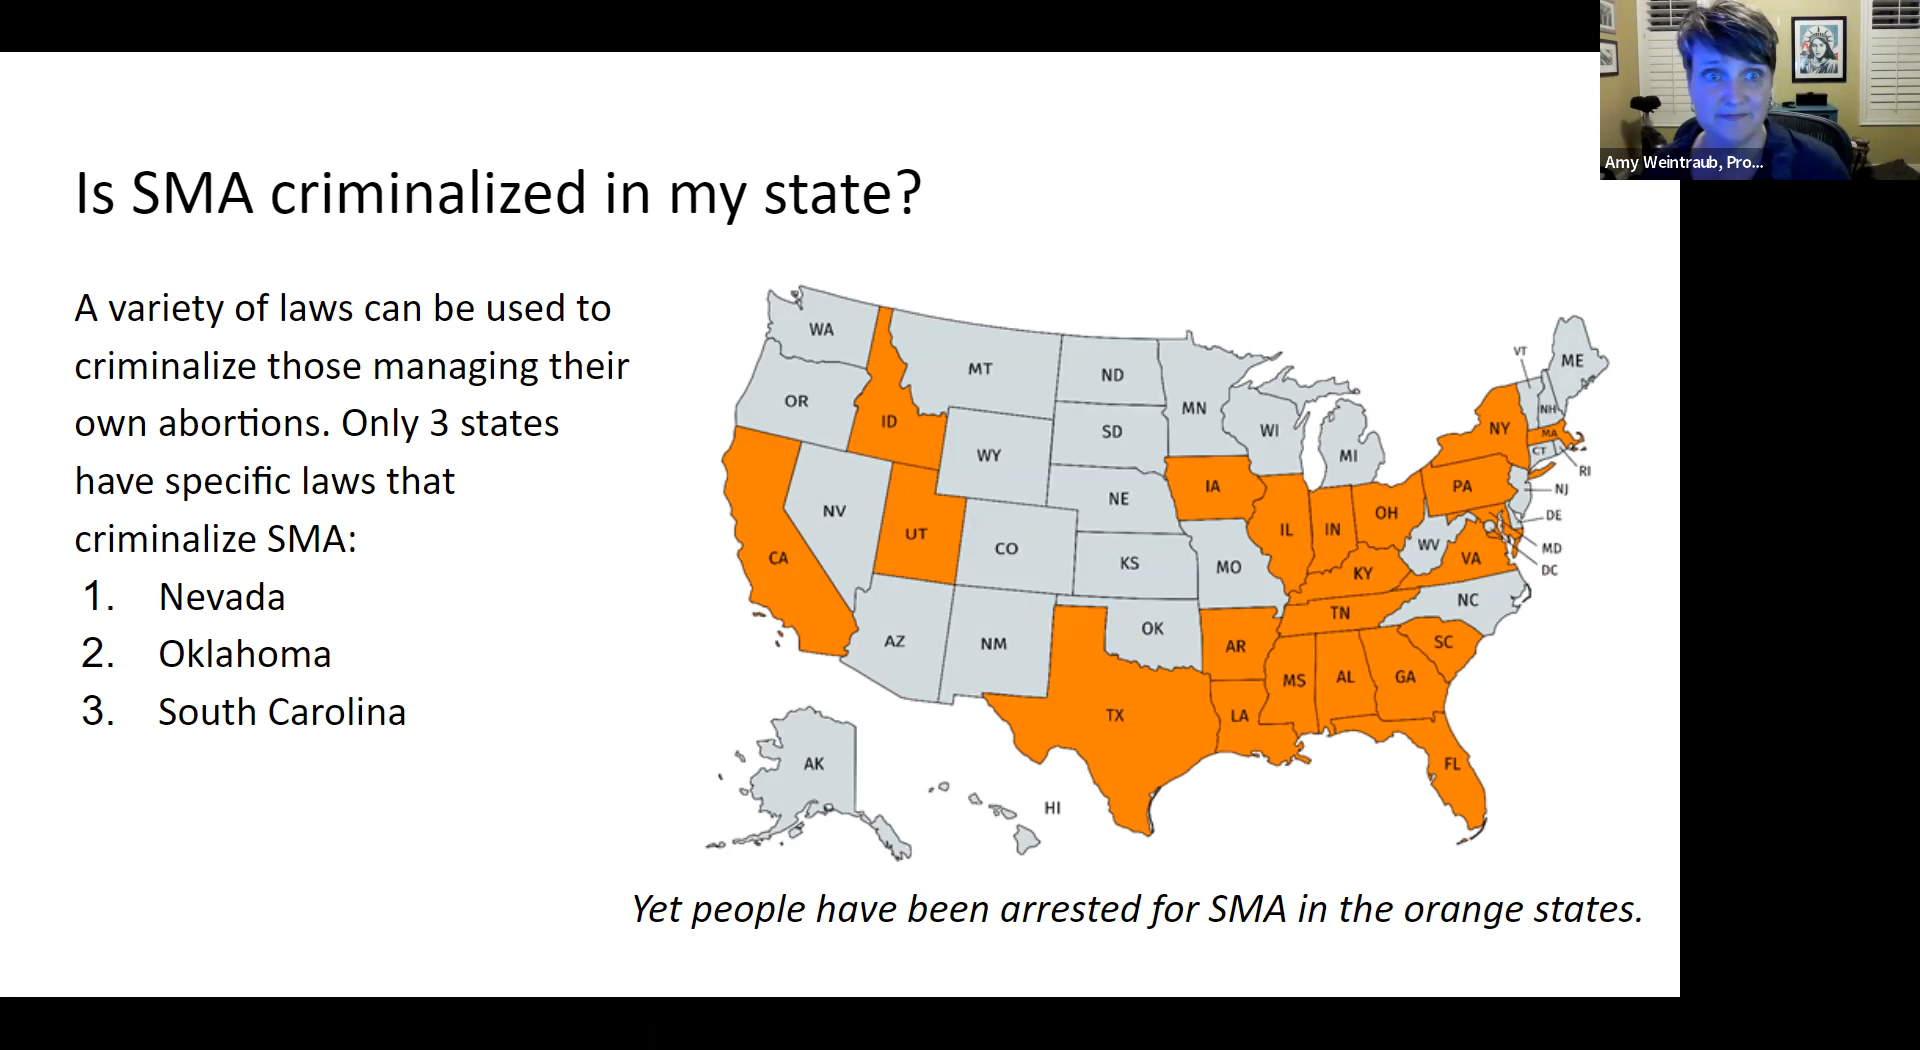 Amy Weintraub, Pro...
Is SMA criminalized in my state?
A variety of laws can be used to
criminalize those managing their
own abortions. Only 3 states
have specific laws that
criminalize SMA:
1. Nevada
2. Oklahoma
3. South Carolina
WA
MT
ND
MN
OR
ID
WY
SD
WI
MI
VT
ME
NH
NY
MA
CT
RI
NV
UT
CO
NE
IA
IL
IN
OH
PA
NJ
DE
MD
DC
CA
KS
MO
KY
WV
VA
AZ
NM
OK
AR
TN
NC
SC
TX
LA
MS
AL
GA
FL
AK
HI
Yet people have been arrested for SMA in the orange states.